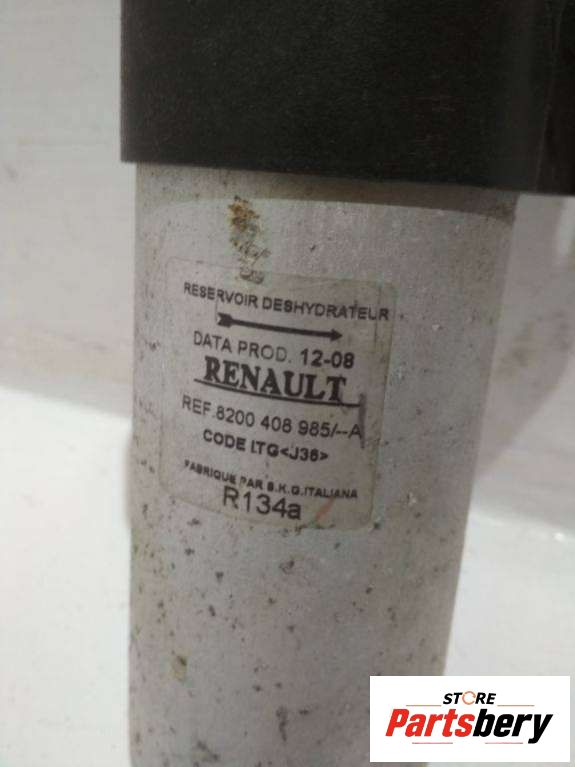 RESERVOIR DESHYDRATEUR
DATA PROD. 12-08
RENAULT
REF.8200 408 985/--A
CODE LTG<J36>
FABRIQUE PAR S.K.G.ITALIANA
R134a
STORE
Partsbery